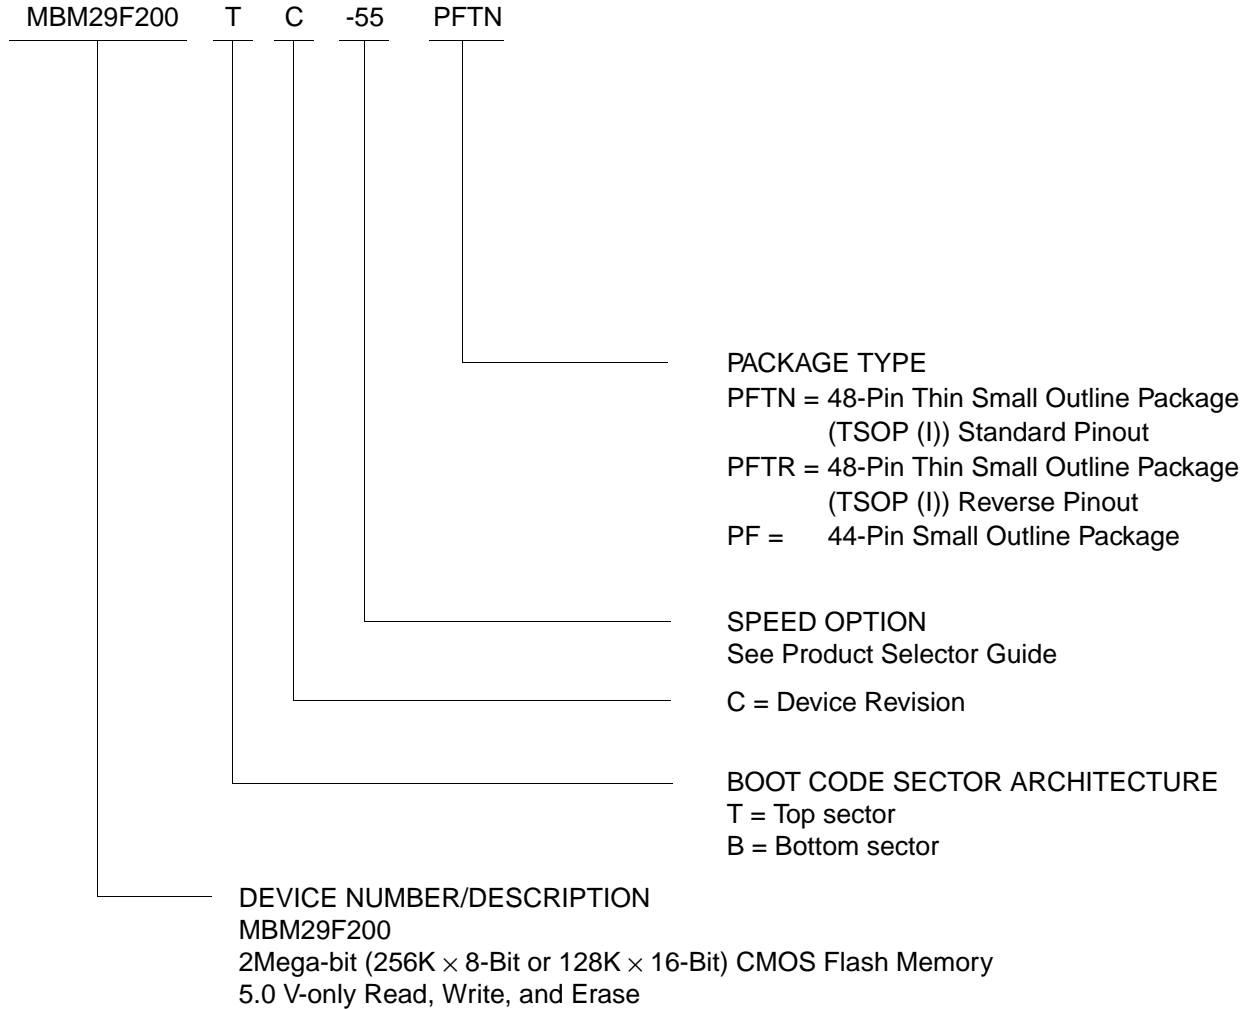 MBM29F200 T C -55 PFTN
PACKAGE TYPE
PFTN = 48-Pin Thin Small Outline Package
(TSOP (I)) Standard Pinout
PFTR = 48-Pin Thin Small Outline Package
(TSOP (I)) Reverse Pinout
PF = 44-Pin Small Outline Package
SPEED OPTION
See Product Selector Guide
C = Device Revision
BOOT CODE SECTOR ARCHITECTURE
T = Top sector
B = Bottom sector
DEVICE NUMBER/DESCRIPTION
MBM29F200
2Mega-bit (256K × 8-Bit or 128K × 16-Bit) CMOS Flash Memory
5.0 V-only Read, Write, and Erase